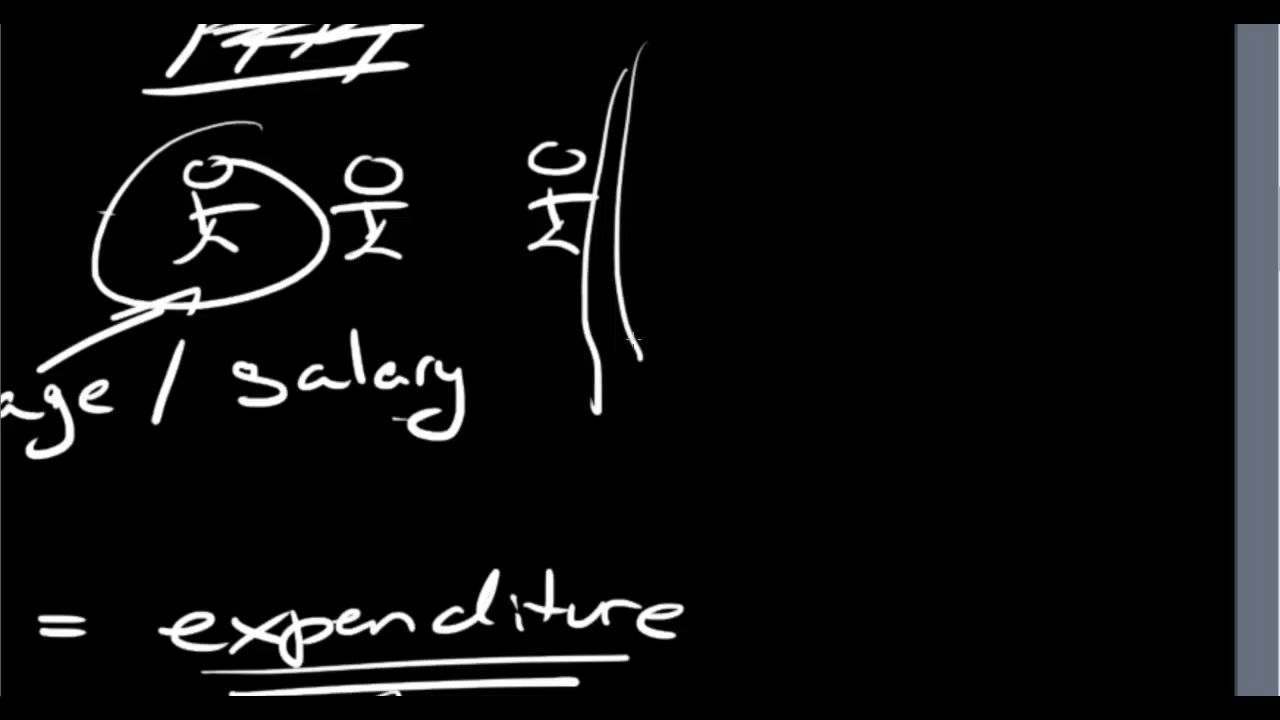 age / salary
= expenditure